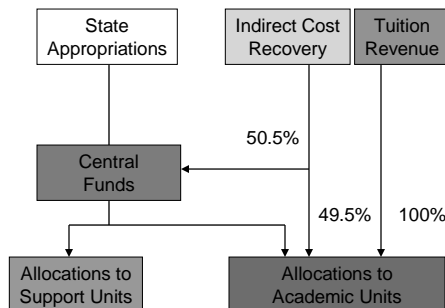 State
Appropriations
Indirect Cost
Recovery
Tuition
Revenue
50.5%
Central
Funds
49.5%
100%
Allocations to
Support Units
Allocations to
Academic Units